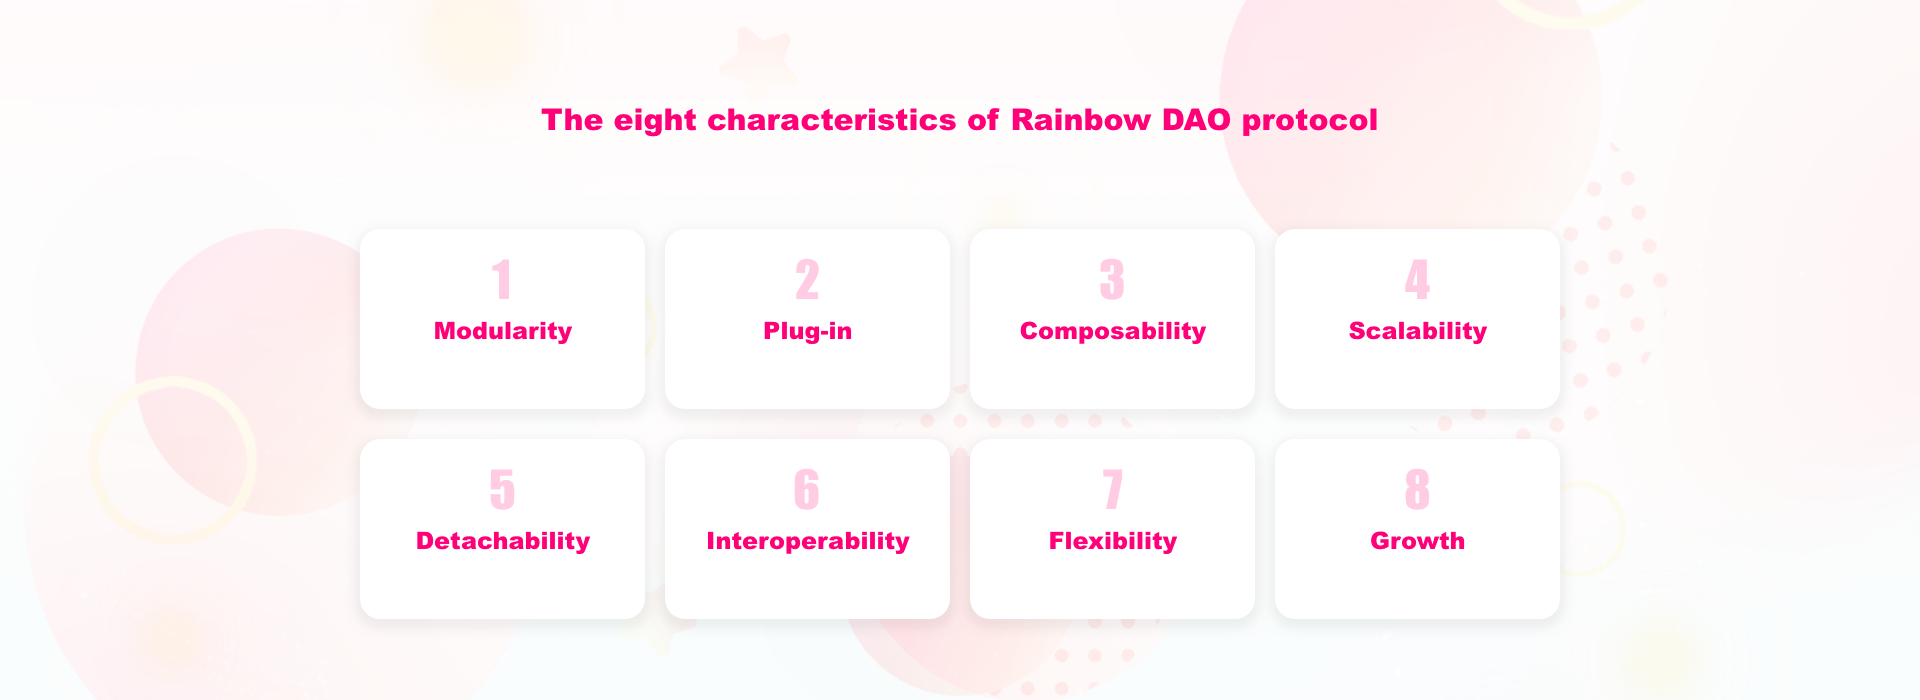 The eight characteristics of Rainbow DAO protocol
1
Modularity
2
Plug-in
3
Composability
4
Scalability
5
Detachability
6
Interoperability
7
Flexibility
8
Growth